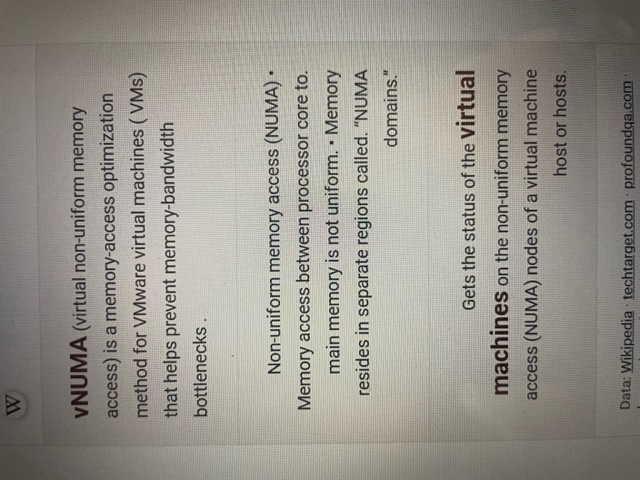 W
vNUMA (virtual non-uniform memory
access) is a memory-access optimization
method for VMware virtual machines ( VMs)
that helps prevent memory-bandwidth
bottlenecks .
Non-uniform memory access (NUMA) •
Memory access between processor core to.
main memory is not uniform. • Memory
resides in separate regions called. “NUMA
domains.”
Gets the status of the virtual
machines on the non-uniform memory
access (NUMA) nodes of a virtual machine
host or hosts.
Data: Wikipedia · techtarget.com · profoundqa.com ·